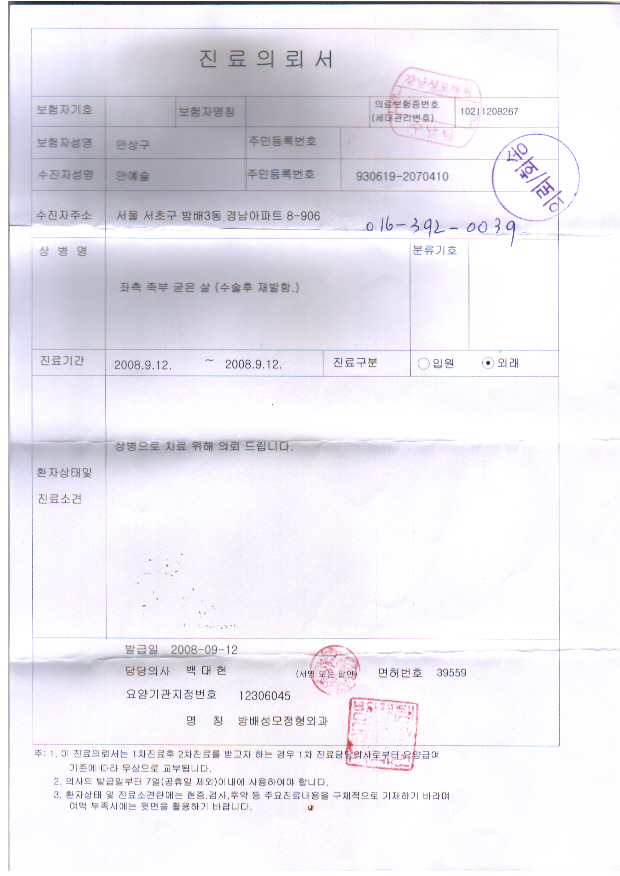 진료의뢰서
보험자기호 보험자명칭 의료보험증번호 (세대관리번호) 10211208267
보험자성명 안상구 주민등록번호
수진자성명 안예슬 주민등록번호 930619-2070410
수진자주소 서울 서초구 방배3동 경남아파트 8-906
016-392-0039
상 병 명 분류기호
좌측 족부 굳은 살 (수술후 재발함.)
진료기간 2008.9.12. ~ 2008.9.12. 진료구분 입원 외래
상병으로 치료 위해 의뢰 드립니다.
환자상태및
진료소견
발급일 2008-09-12
담당의사 백대현 (서명 또는 날인) 면허번호 39559
요양기관지정번호 12306045
명 칭 방배성모정형외과
주: 1. 이 진료의뢰서는 1차진료후 2차진료를 받고자 하는 경우 1차 진료담당의사로부터 요양급여
기준에 따라 무상으로 교부됩니다.
2. 의사의 발급일부터 7일(공휴일 제외)이내에 사용하여야 합니다.
3. 환자상태 및 진료소견란에는 현증,검사,투약 등 주요진료내용을 구체적으로 기재하기 바라며
여백 부족시에는 뒷면을 활용하기 바랍니다.